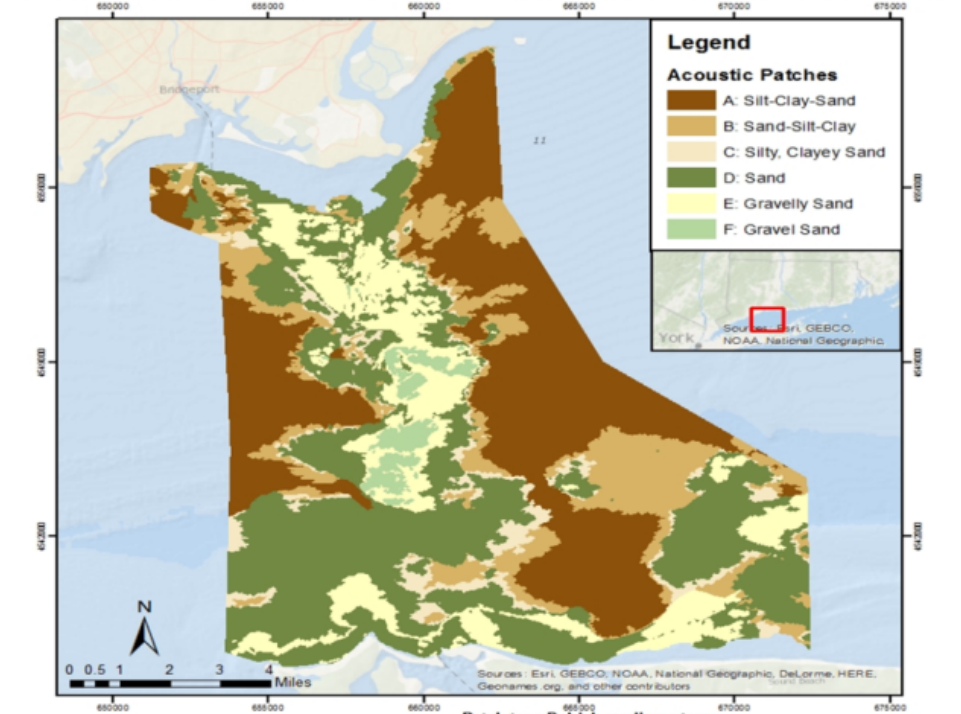 650000 655000 660000 665000 670000 675000
Legend
Acoustic Patches
A: Silt-Clay-Sand
B: Sand-Silt-Clay
C: Silty, Clayey Sand
D: Sand
E: Gravelly Sand
F: Gravel Sand
Bridgeport
11
York
Sources: Esri, GEBCO,
NOAA, National Geographic,
N
0 0.5 1 2 3 4
Miles
Sources: Esri, GEBCO, NOAA, National Geographic, DeLorme, HERE,
Geonames.org, and other contributors
Sound Beach
650000 655000 660000 665000 670000 675000